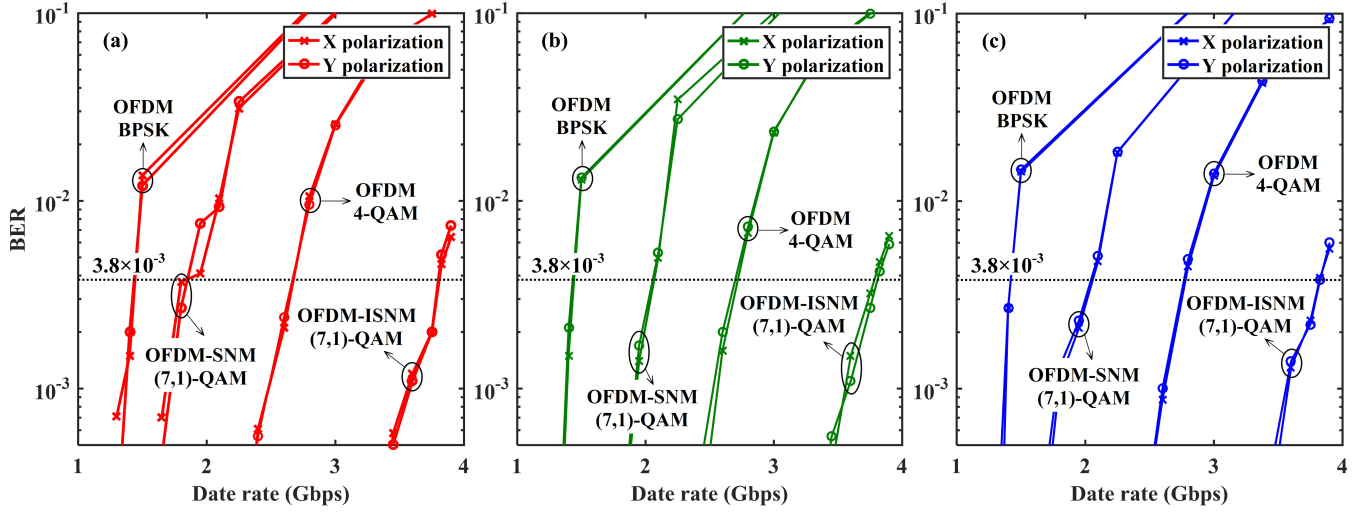 (a)
X polarization
Y polarization
OFDM
BPSK
OFDM
4-QAM
3.8×10⁻³
OFDM-ISNM
(7,1)-QAM
OFDM-SNM
(7,1)-QAM
BER
10⁻¹
10⁻²
10⁻³
1 2 3 4
Date rate (Gbps)
(b)
X polarization
Y polarization
OFDM
BPSK
OFDM
4-QAM
3.8×10⁻³
OFDM-ISNM
(7,1)-QAM
OFDM-SNM
(7,1)-QAM
10⁻¹
10⁻²
10⁻³
1 2 3 4
Date rate (Gbps)
(c)
X polarization
Y polarization
OFDM
BPSK
OFDM
4-QAM
3.8×10⁻³
OFDM-ISNM
(7,1)-QAM
OFDM-SNM
(7,1)-QAM
10⁻¹
10⁻²
10⁻³
1 2 3 4
Date rate (Gbps)